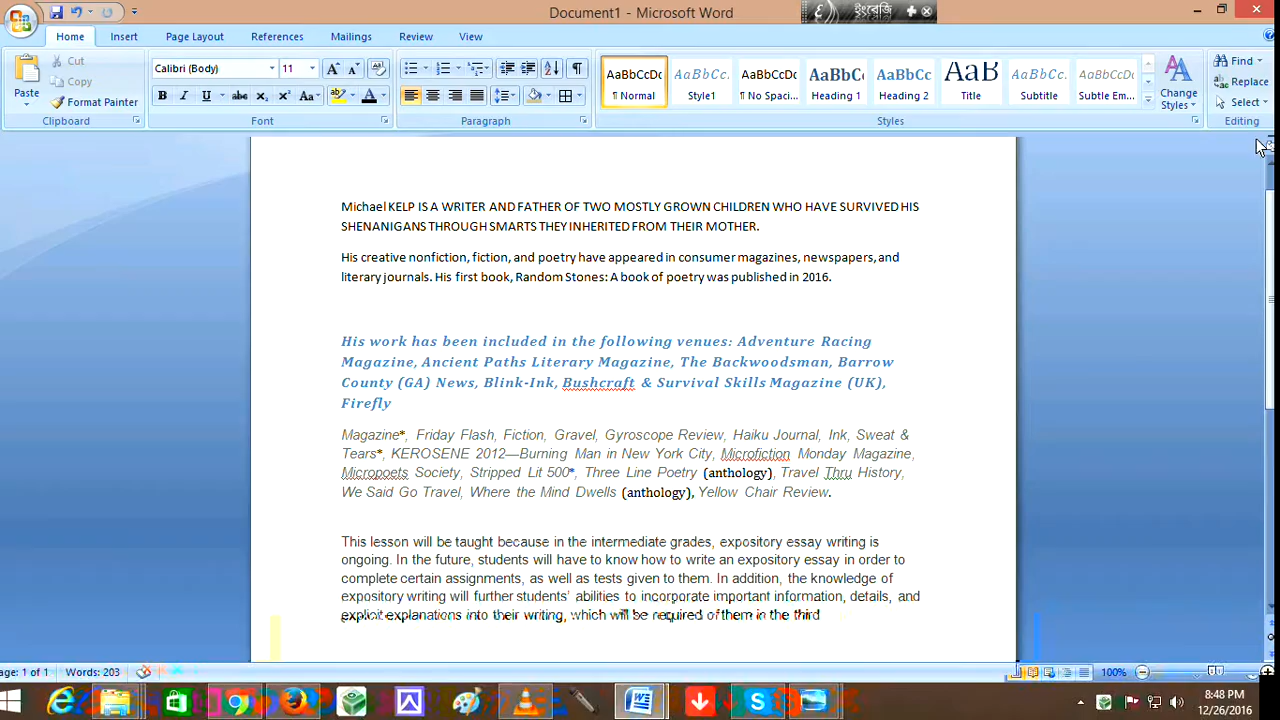 Document1 - Microsoft Word
ইংরেজি
Home Insert Page Layout References Mailings Review View
Cut
Calibri (Body) 11
AaBbCcDc AaBbCc. AaBbCcDc AaBbCc AaBbCc AaB AaBbCc. AaBbCcDc
Find
Copy
Replace
Paste
Format Painter
B I U abc X₂ X² Aa
¶ Normal Style1 ¶ No Spaci... Heading 1 Heading 2 Title Subtitle Subtle Em...
Change Styles
Select
Clipboard Font Paragraph Styles Editing
Michael KELP IS A WRITER AND FATHER OF TWO MOSTLY GROWN CHILDREN WHO HAVE SURVIVED HIS
SHENANIGANS THROUGH SMARTS THEY INHERITED FROM THEIR MOTHER.
His creative nonfiction, fiction, and poetry have appeared in consumer magazines, newspapers, and
literary journals. His first book, Random Stones: A book of poetry was published in 2016.
His work has been included in the following venues: Adventure Racing
Magazine, Ancient Paths Literary Magazine, The Backwoodsman, Barrow
County (GA) News, Blink-Ink, Bushcraft & Survival Skills Magazine (UK),
Firefly
Magazine*, Friday Flash, Fiction, Gravel, Gyroscope Review, Haiku Journal, Ink, Sweat &
Tears*, KEROSENE 2012—Burning Man in New York City, Microfiction Monday Magazine,
Micropoets Society, Stripped Lit 500*, Three Line Poetry (anthology), Travel Thru History,
We Said Go Travel, Where the Mind Dwells (anthology), Yellow Chair Review.
This lesson will be taught because in the intermediate grades, expository essay writing is
ongoing. In the future, students will have to know how to write an expository essay in order to
complete certain assignments, as well as tests given to them. In addition, the knowledge of
expository writing will further students' abilities to incorporate important information, details, and
explicit explanations into their writing, which will be required of them in the third
age: 1 of 1 Words: 203 100%
8:48 PM
12/26/2016